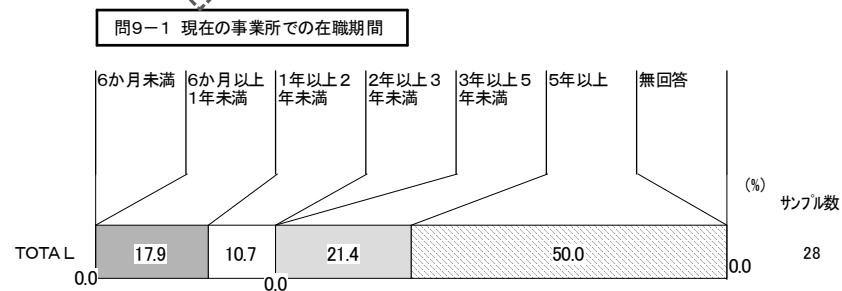 問9－1 現在の事業所での在職期間
6か月未満
6か月以上
1年未満
1年以上2
年未満
2年以上3
年未満
3年以上5
年未満
5年以上
無回答
(%)
サンプル数
TOTAL
0.0
17.9
10.7
0.0
21.4
50.0
0.0
28